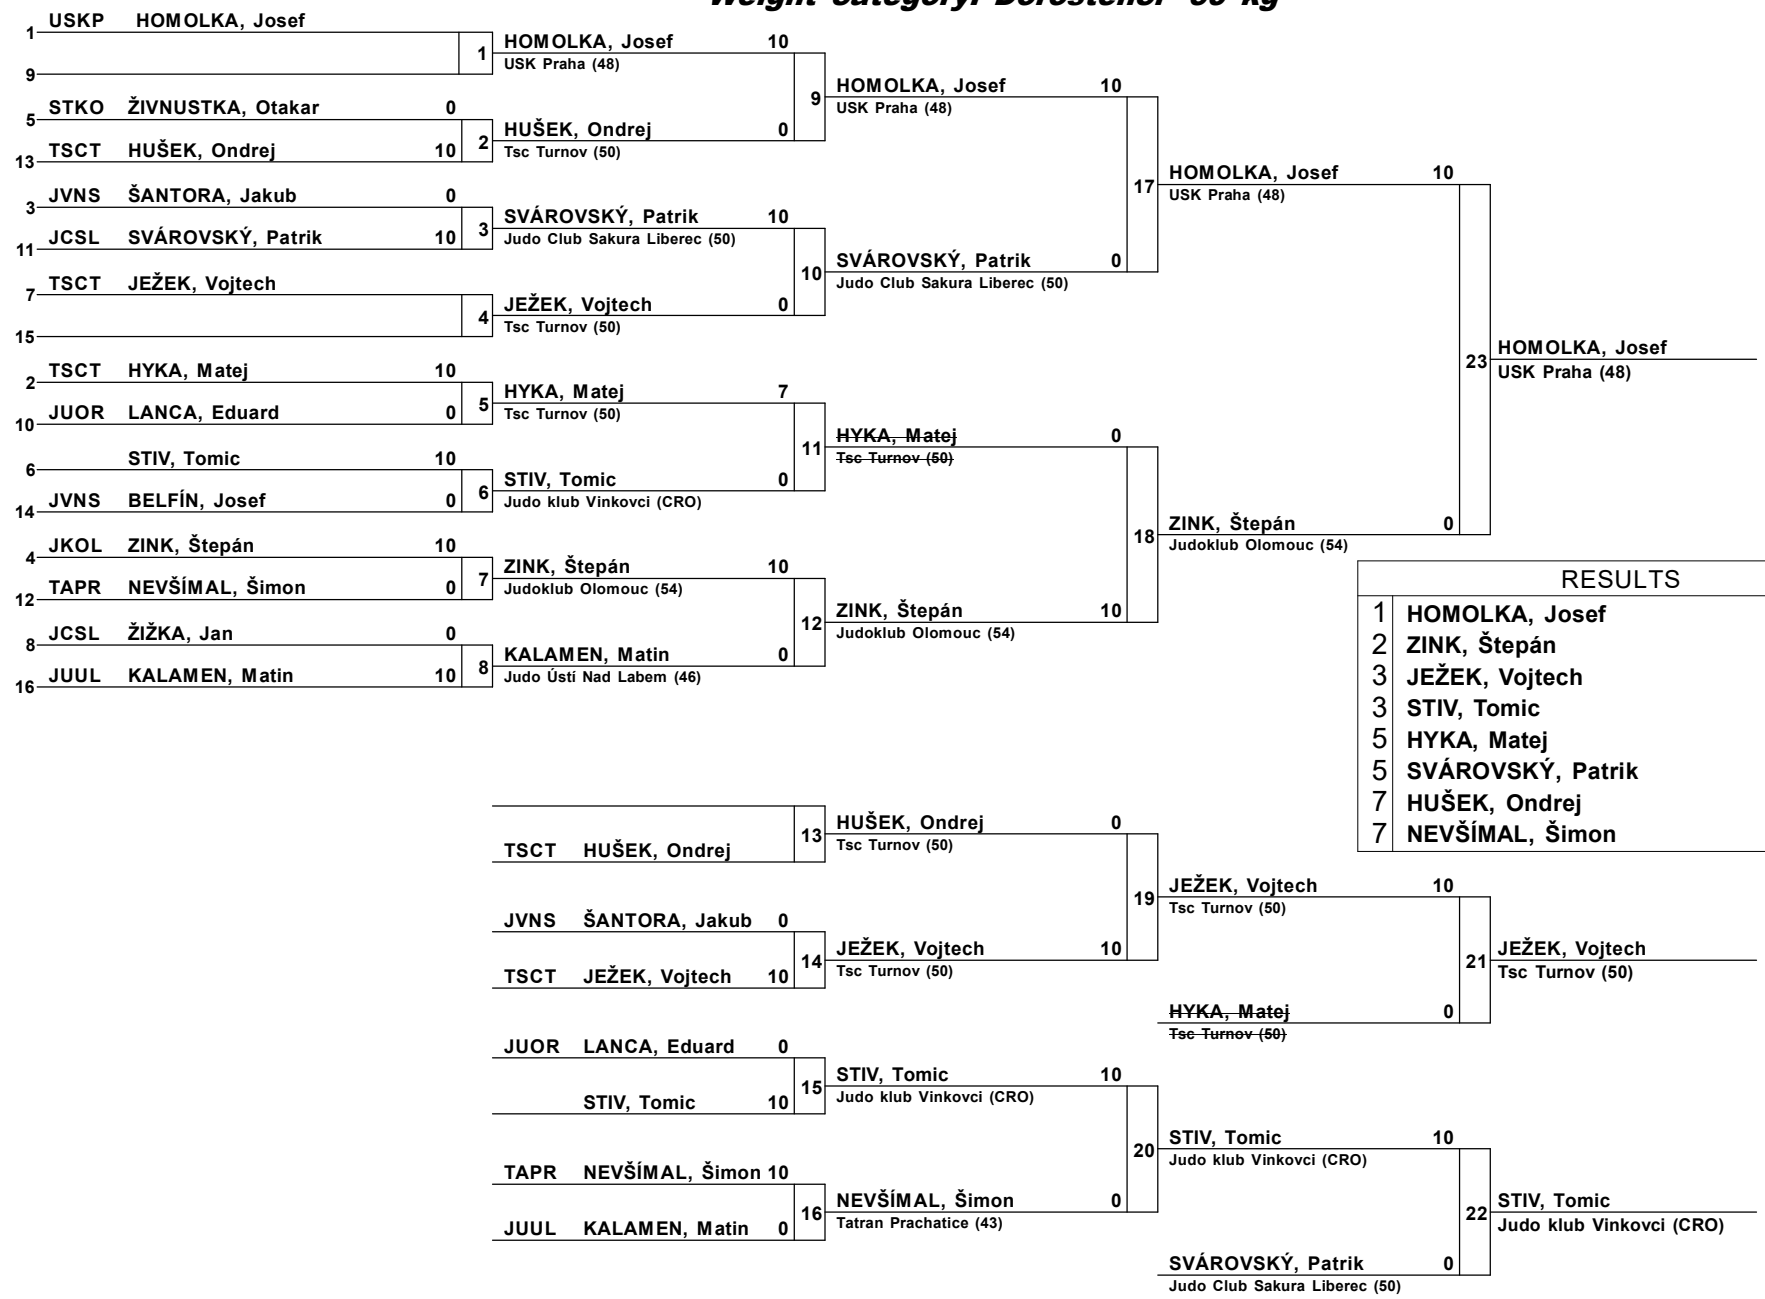 USKP HOMOLKA, Josef
1
9
1
HOMOLKA, Josef 10
USK Praha (48)
STKO ŽIVNUSTKA, Otakar 0
5
TSCT HUŠEK, Ondrej 10
13
2
HUŠEK, Ondrej 0
Tsc Turnov (50)
9
HOMOLKA, Josef 10
USK Praha (48)
JVNS ŠANTORA, Jakub 0
3
JCSL SVÁROVSKÝ, Patrik 10
11
3
SVÁROVSKÝ, Patrik 10
Judo Club Sakura Liberec (50)
TSCT JEŽEK, Vojtech
7
15
4
JEŽEK, Vojtech 0
Tsc Turnov (50)
10
SVÁROVSKÝ, Patrik 0
Judo Club Sakura Liberec (50)
17
HOMOLKA, Josef 10
USK Praha (48)
TSCT HYKA, Matej 10
2
JUOR LANCA, Eduard 0
10
5
HYKA, Matej 7
Tsc Turnov (50)
STIV, Tomic 10
6
JVNS BELFÍN, Josef 0
14
6
STIV, Tomic 0
Judo klub Vinkovci (CRO)
11
HYKA, Matej 0
Tsc Turnov (50)
JKOL ZINK, Štepán 10
4
TAPR NEVŠÍMAL, Šimon 0
12
7
ZINK, Štepán 10
Judoklub Olomouc (54)
JCSL ŽIŽKA, Jan 0
8
JUUL KALAMEN, Matin 10
16
8
KALAMEN, Matin 0
Judo Ústí Nad Labem (46)
12
ZINK, Štepán 10
Judoklub Olomouc (54)
18
ZINK, Štepán 0
Judoklub Olomouc (54)
23
HOMOLKA, Josef
USK Praha (48)
RESULTS
1 HOMOLKA, Josef
2 ZINK, Štepán
3 JEŽEK, Vojtech
3 STIV, Tomic
5 HYKA, Matej
5 SVÁROVSKÝ, Patrik
7 HUŠEK, Ondrej
7 NEVŠÍMAL, Šimon
TSCT HUŠEK, Ondrej
13
HUŠEK, Ondrej 0
Tsc Turnov (50)
JVNS ŠANTORA, Jakub 0
TSCT JEŽEK, Vojtech 10
14
JEŽEK, Vojtech 10
Tsc Turnov (50)
19
JEŽEK, Vojtech 10
Tsc Turnov (50)
HYKA, Matej 0
Tsc Turnov (50)
21
JEŽEK, Vojtech
Tsc Turnov (50)
JUOR LANCA, Eduard 0
STIV, Tomic 10
15
STIV, Tomic 10
Judo klub Vinkovci (CRO)
TAPR NEVŠÍMAL, Šimon 10
JUUL KALAMEN, Matin 0
16
NEVŠÍMAL, Šimon 0
Tatran Prachatice (43)
20
STIV, Tomic 10
Judo klub Vinkovci (CRO)
SVÁROVSKÝ, Patrik 0
Judo Club Sakura Liberec (50)
22
STIV, Tomic
Judo klub Vinkovci (CRO)